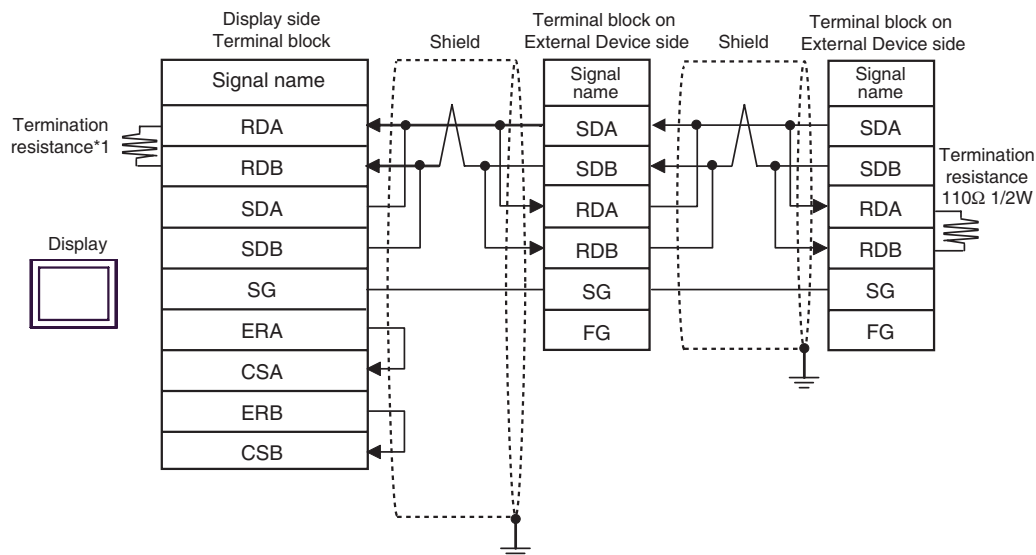 Display side
Terminal block
Shield
Terminal block on
External Device side
Shield
Terminal block on
External Device side
Signal name
RDA
RDB
SDA
SDB
SG
ERA
CSA
ERB
CSB
Termination
resistance*1
Display
Signal
name
SDA
SDB
RDA
RDB
SG
FG
Signal
name
SDA
SDB
RDA
RDB
SG
FG
Termination
resistance
110Ω 1/2W